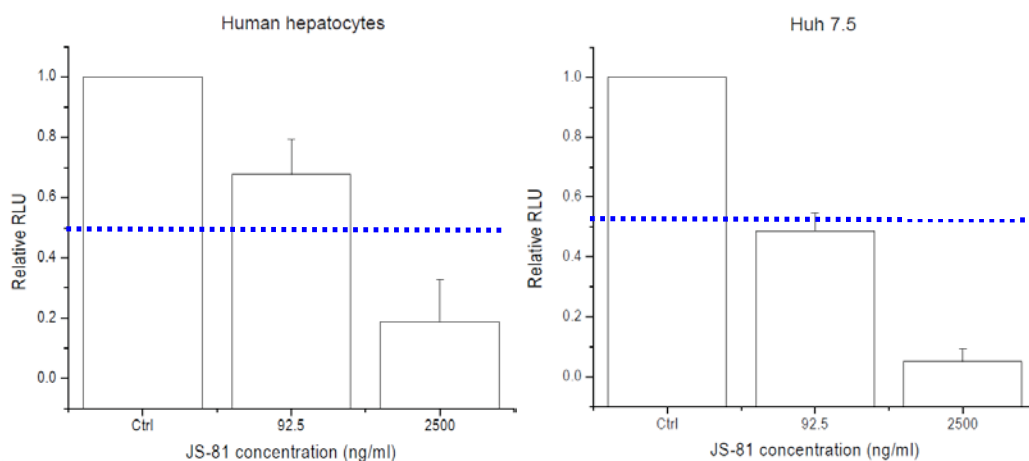 Human hepatocytes
Relative RLU
1.0
0.8
0.6
0.4
0.2
0.0
Ctrl 92.5 2500
JS-81 concentration (ng/ml)
Huh 7.5
Relative RLU
1.0
0.8
0.6
0.4
0.2
0.0
Ctrl 92.5 2500
JS-81 concentration (ng/ml)